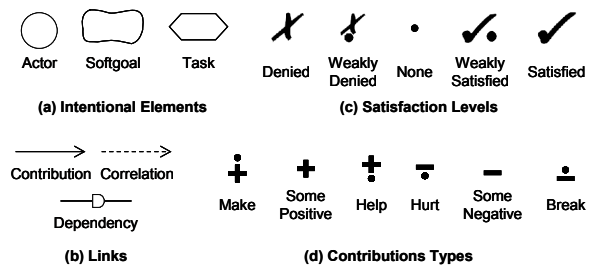 Actor Softgoal Task
(a) Intentional Elements
Denied Weakly Denied None Weakly Satisfied Satisfied
(c) Satisfaction Levels
Contribution Correlation
Dependency
(b) Links
Make Some Positive Help Hurt Some Negative Break
(d) Contributions Types